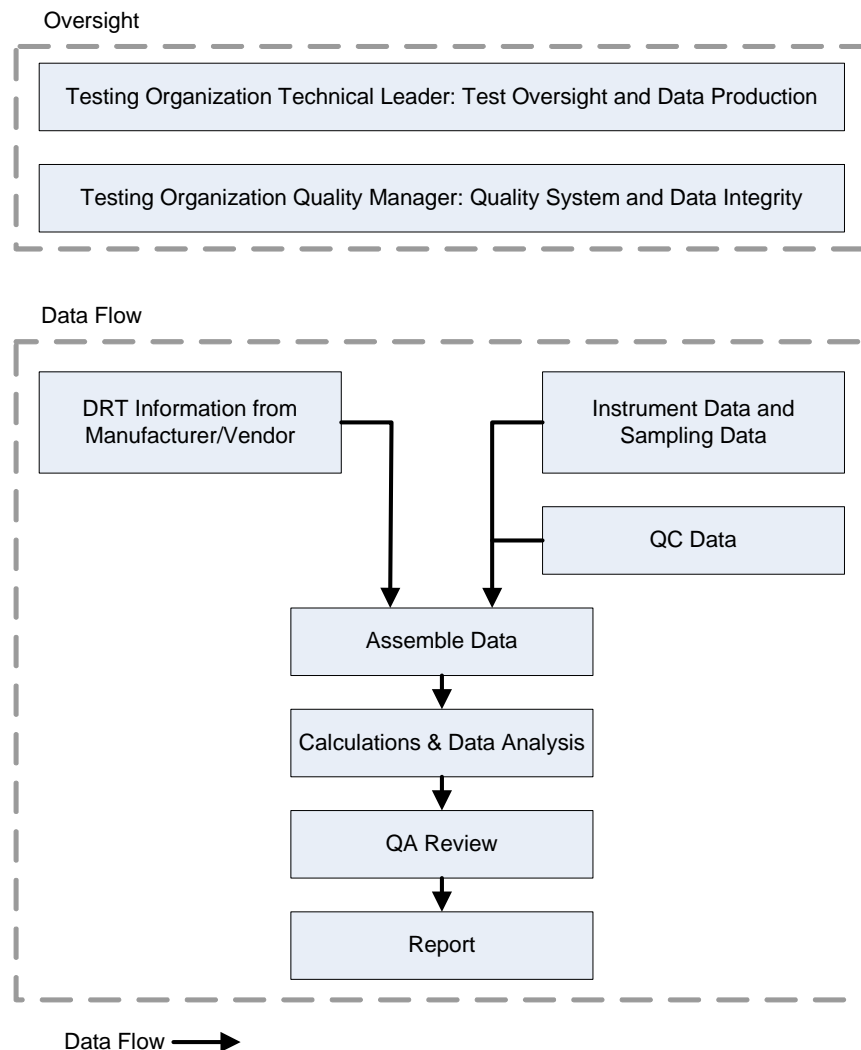 Oversight
Testing Organization Technical Leader: Test Oversight and Data Production
Testing Organization Quality Manager: Quality System and Data Integrity
Data Flow
DRT Information from
Manufacturer/Vendor
Instrument Data and
Sampling Data
QC Data
Assemble Data
Calculations & Data Analysis
QA Review
Report
Data Flow